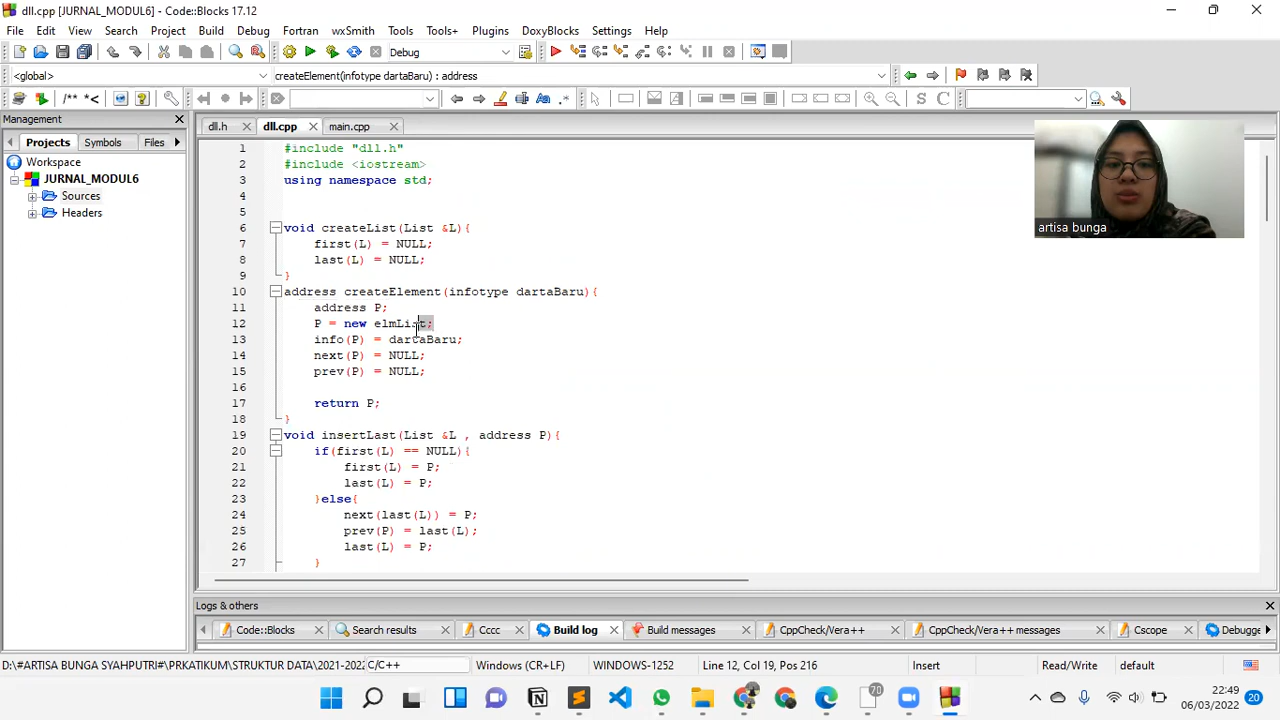 dll.cpp [JURNAL_MODUL6] - Code::Blocks 17.12
File Edit View Search Project Build Debug Fortran wxSmith Tools Tools+ Plugins DoxyBlocks Settings Help
Debug
<global> createElement(infotype dartaBaru) : address
/** *<
S C
Management
Projects Symbols Files
Workspace
JURNAL_MODUL6
Sources
Headers
dll.h dll.cpp main.cpp
1 #include "dll.h"
2 #include <iostream>
3 using namespace std;
4
5
6 void createList(List &L){
7 first(L) = NULL;
8 last(L) = NULL;
9 }
10 address createElement(infotype dartaBaru){
11 address P;
12 P = new elmList;
13 info(P) = dartaBaru;
14 next(P) = NULL;
15 prev(P) = NULL;
16
17 return P;
18 }
19 void insertLast(List &L , address P){
20 if(first(L) == NULL){
21 first(L) = P;
22 last(L) = P;
23 }else{
24 next(last(L)) = P;
25 prev(P) = last(L);
26 last(L) = P;
27 }
artisa bunga
Logs & others
Code::Blocks Search results Cccc Build log Build messages CppCheck/Vera++ CppCheck/Vera++ messages Cscope Debugge
D:\#ARTISA BUNGA SYAHPUTRI#\PRKATIKUM\STRUKTUR DATA\2021-2022 C/C++ Windows (CR+LF) WINDOWS-1252 Line 12, Col 19, Pos 216 Insert Read/Write default
70
22:49
06/03/2022
20